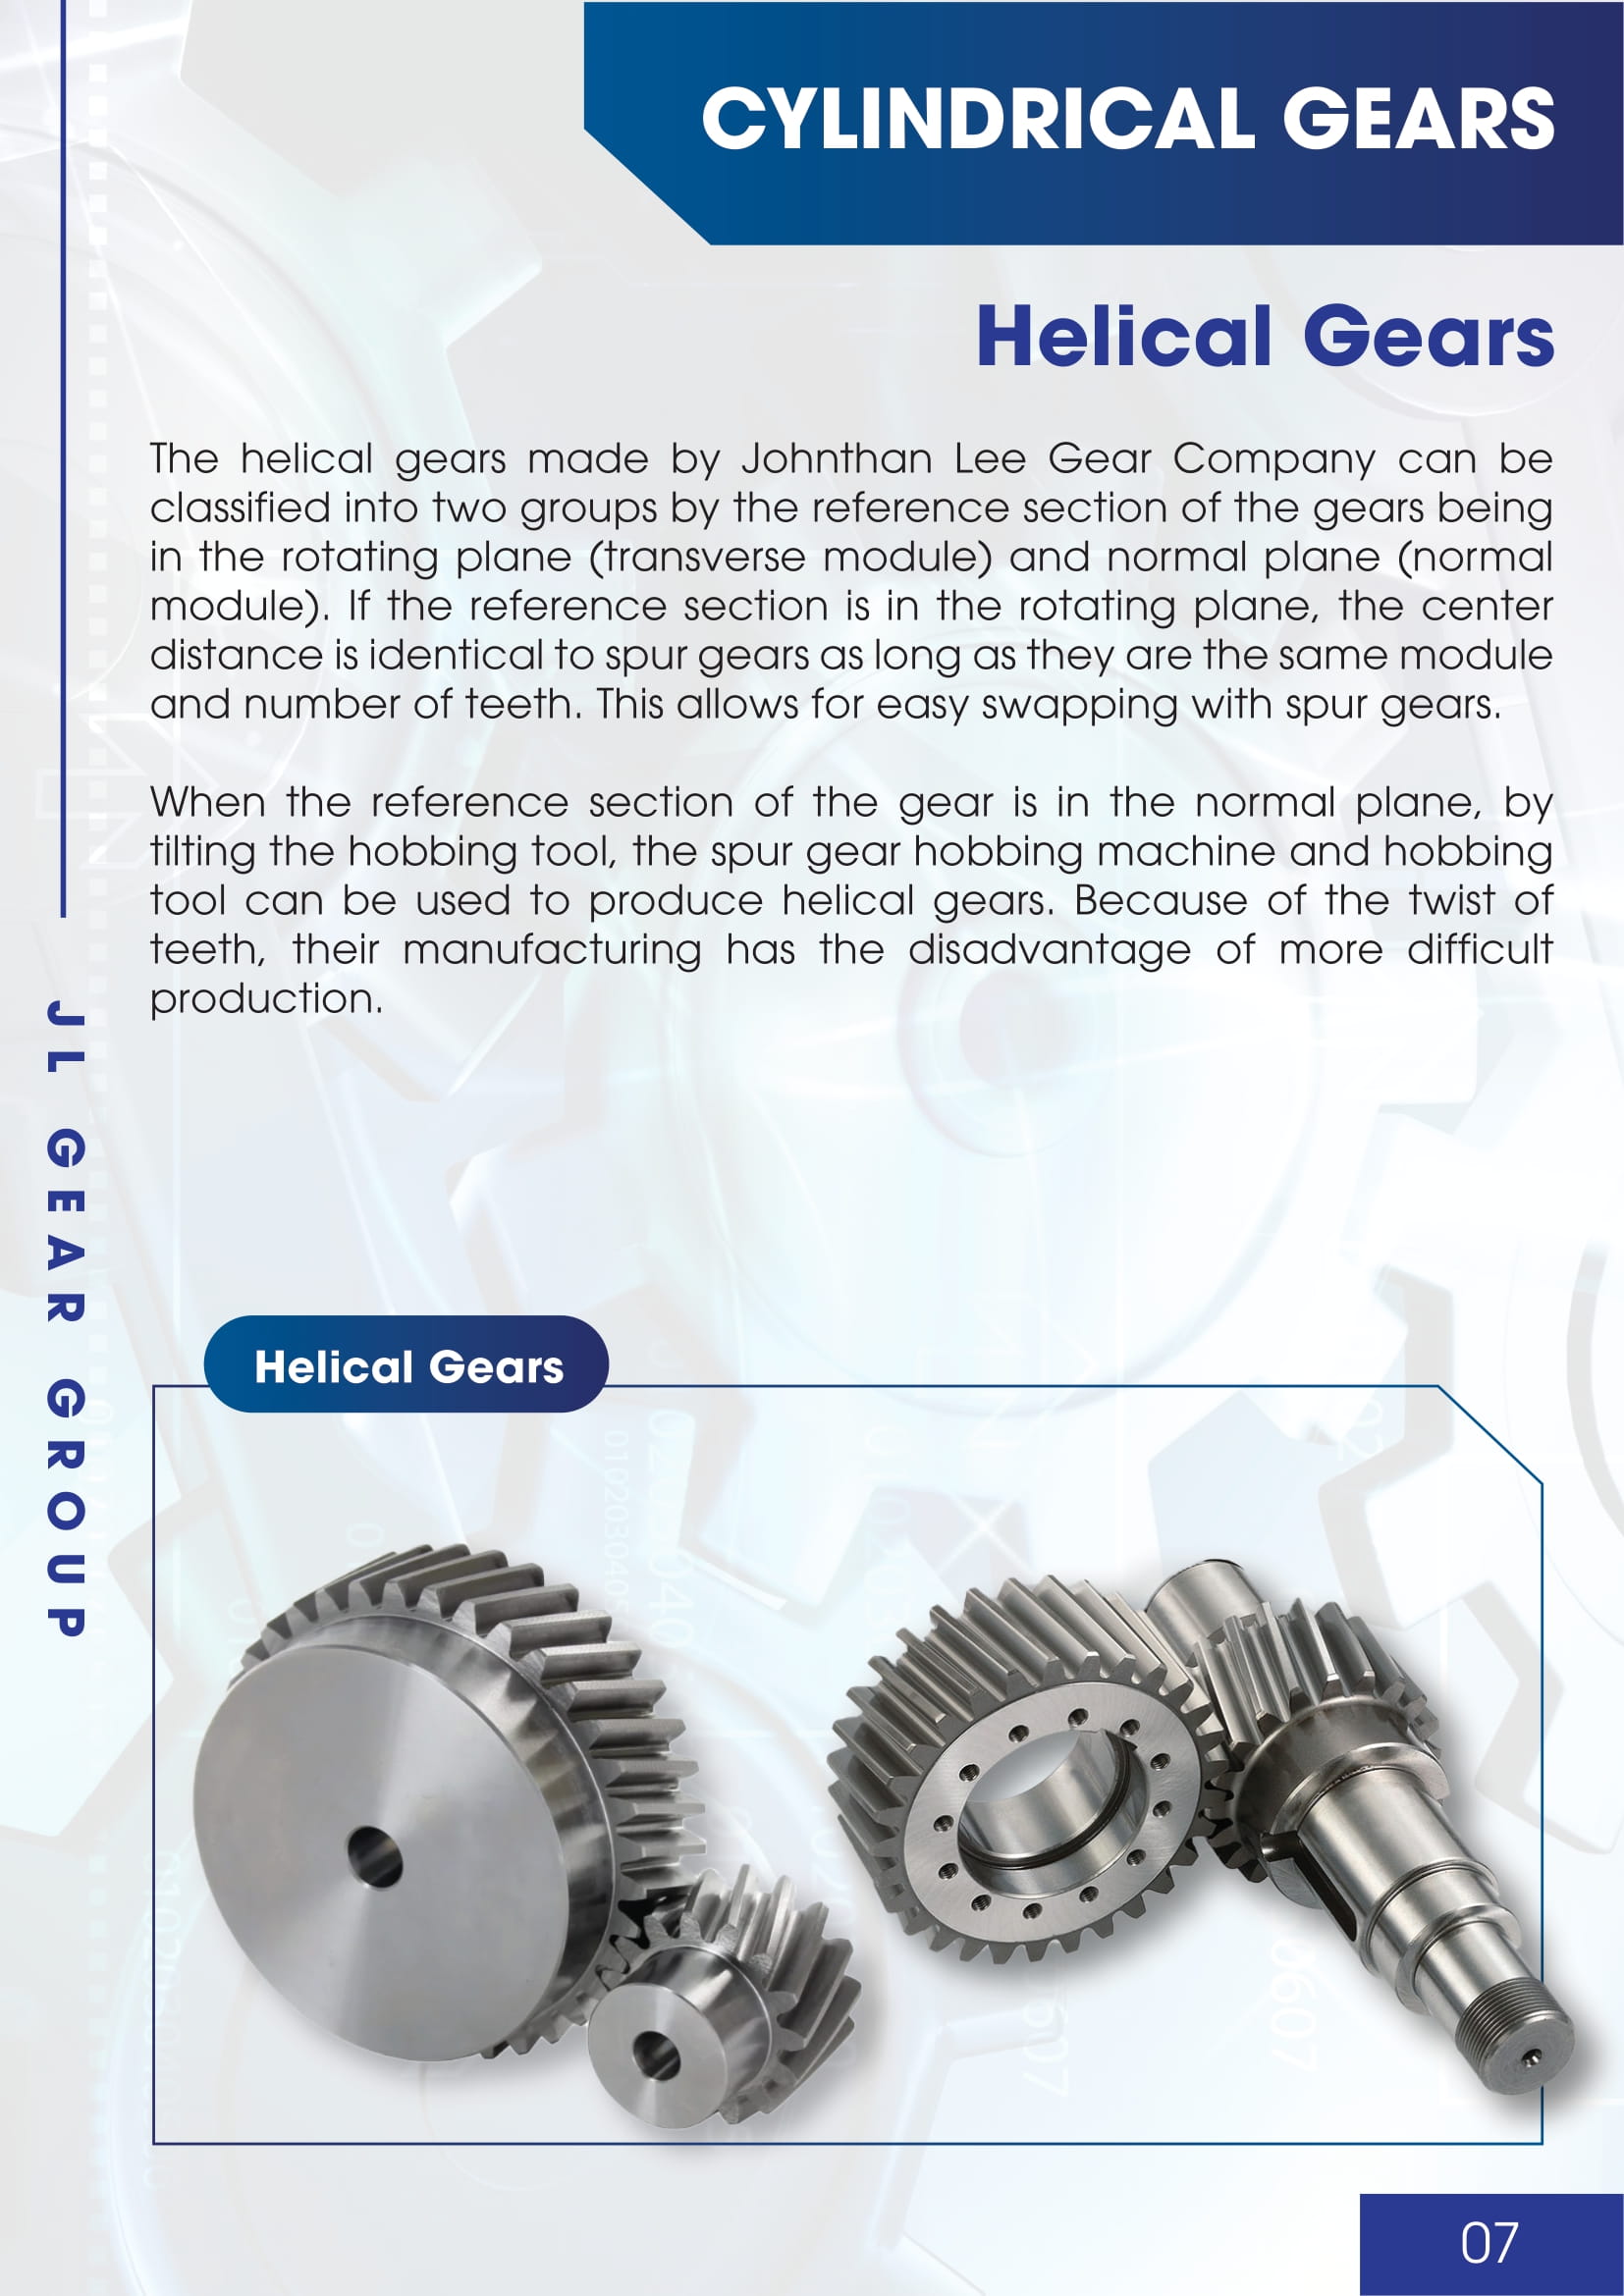 CYLINDRICAL GEARS
Helical Gears
The helical gears made by Johnthan Lee Gear Company can be
classified into two groups by the reference section of the gears being
in the rotating plane (transverse module) and normal plane (normal
module). If the reference section is in the rotating plane, the center
distance is identical to spur gears as long as they are the same module
and number of teeth. This allows for easy swapping with spur gears.
When the reference section of the gear is in the normal plane, by
tilting the hobbing tool, the spur gear hobbing machine and hobbing
tool can be used to produce helical gears. Because of the twist of
teeth, their manufacturing has the disadvantage of more difficult
production.
JL GEAR GROUP
Helical Gears
07